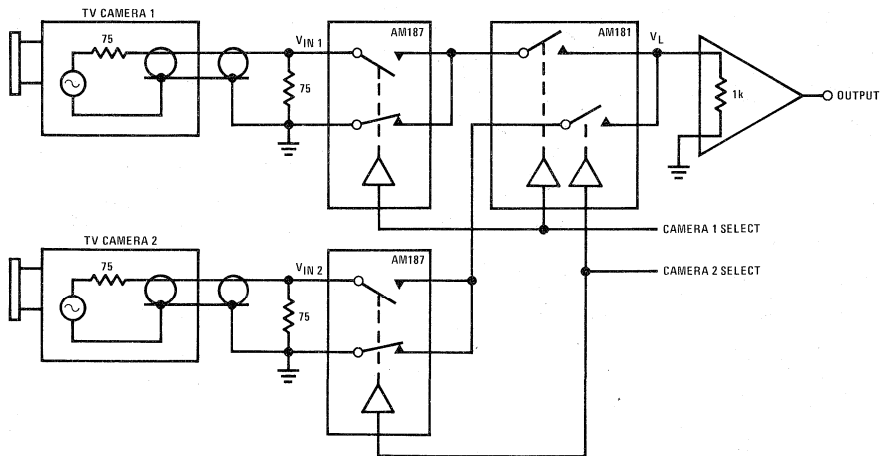 TV CAMERA 1
75
V_IN 1
75
AM187
AM181
V_L
1k
OUTPUT
CAMERA 1 SELECT
CAMERA 2 SELECT
TV CAMERA 2
75
V_IN 2
75
AM187